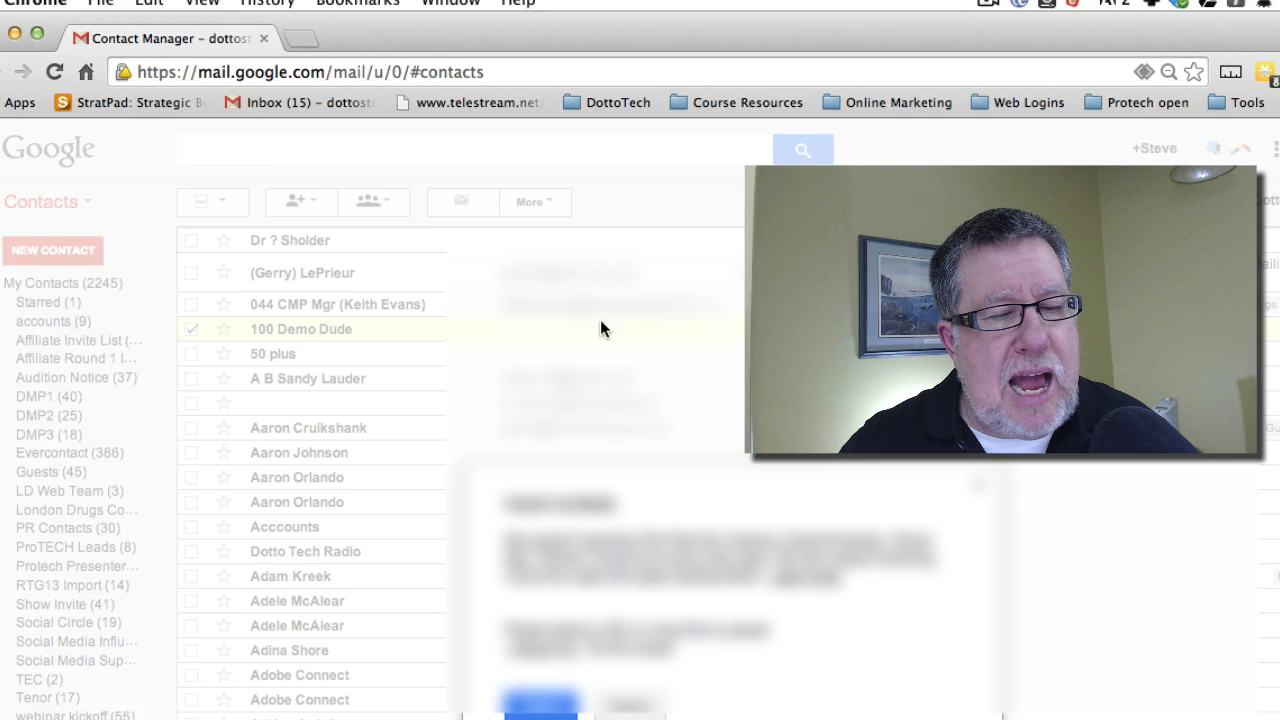 Chrome File Edit View History Bookmarks Window Help
Contact Manager – dottost
https://mail.google.com/mail/u/0/#contacts
Apps StratPad: Strategic B Inbox (15) – dottost www.telestream.net/ DottoTech Course Resources Online Marketing Web Logins Protech open Tools
Google
+Steve
Contacts
More
NEW CONTACT
My Contacts (2245)
Starred (1)
accounts (9)
Affiliate Invite List (...
Affiliate Round 1 I...
Audition Notice (37)
DMP1 (40)
DMP2 (25)
DMP3 (18)
Evercontact (386)
Guests (45)
LD Web Team (3)
London Drugs Co...
PR Contacts (30)
ProTECH Leads (8)
Protech Presenter...
RTG13 Import (14)
Show Invite (41)
Social Circle (19)
Social Media Influ...
Social Media Sup...
TEC (2)
Tenor (17)
webinar kickoff (55)
Dr ? Sholder
(Gerry) LePrieur
044 CMP Mgr (Keith Evans)
100 Demo Dude
50 plus
A B Sandy Lauder
Aaron Cruikshank
Aaron Johnson
Aaron Orlando
Aaron Orlando
Acccounts
Dotto Tech Radio
Adam Kreek
Adele McAlear
Adele McAlear
Adina Shore
Adobe Connect
Adobe Connect